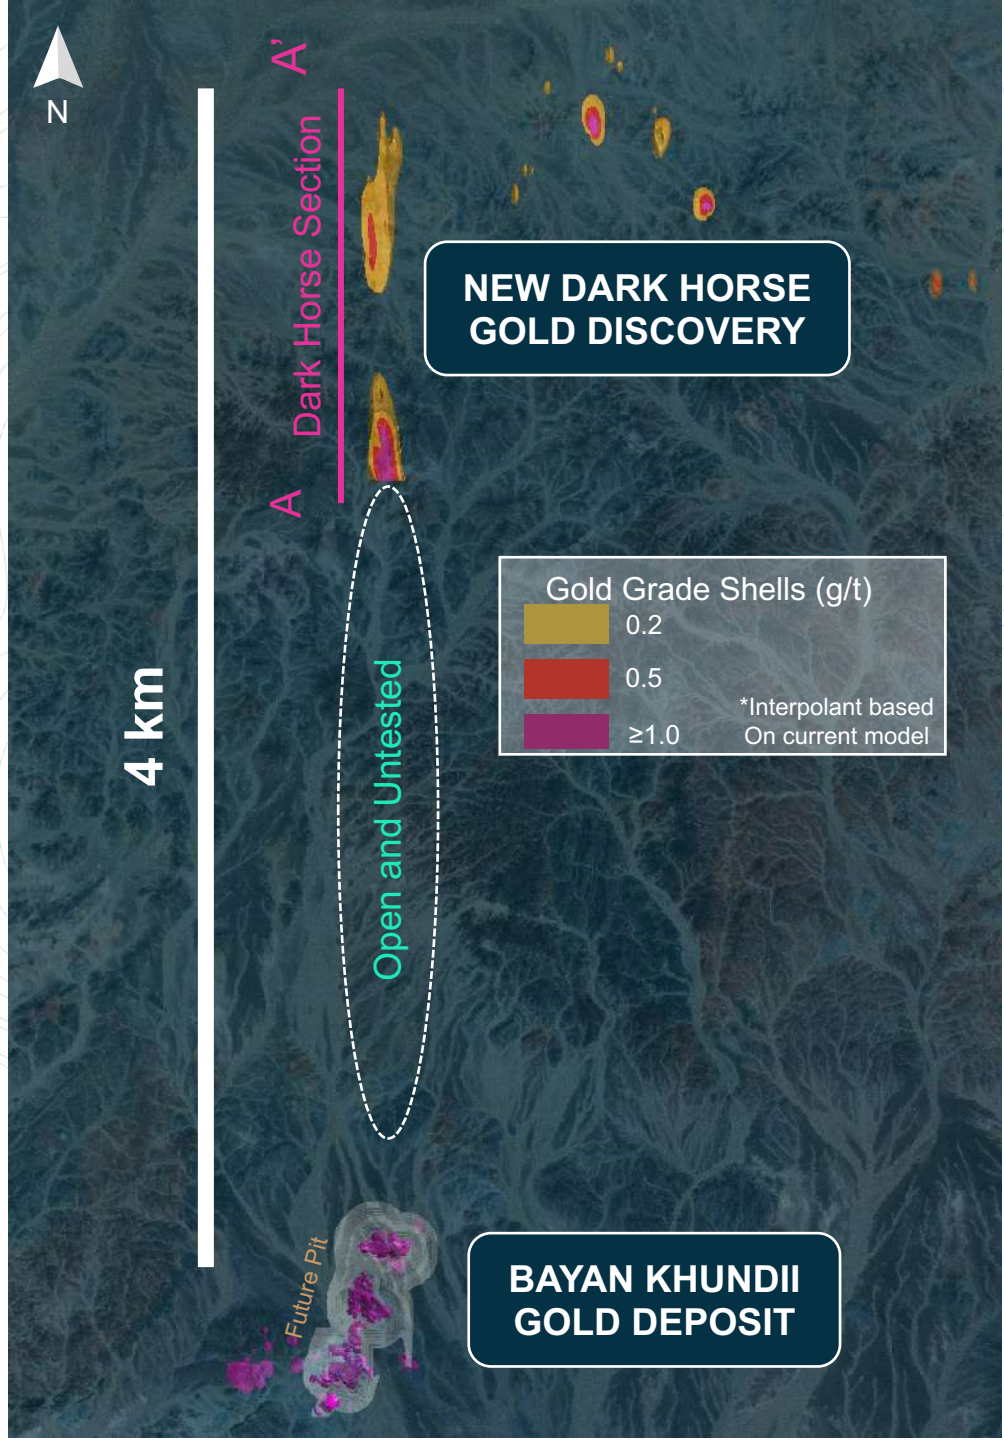 N
A'
Dark Horse Section
A
NEW DARK HORSE
GOLD DISCOVERY
4 km
Gold Grade Shells (g/t)
0.2
0.5
≥1.0
*Interpolant based
On current model
Open and Untested
Future Pit
BAYAN KHUNDII
GOLD DEPOSIT